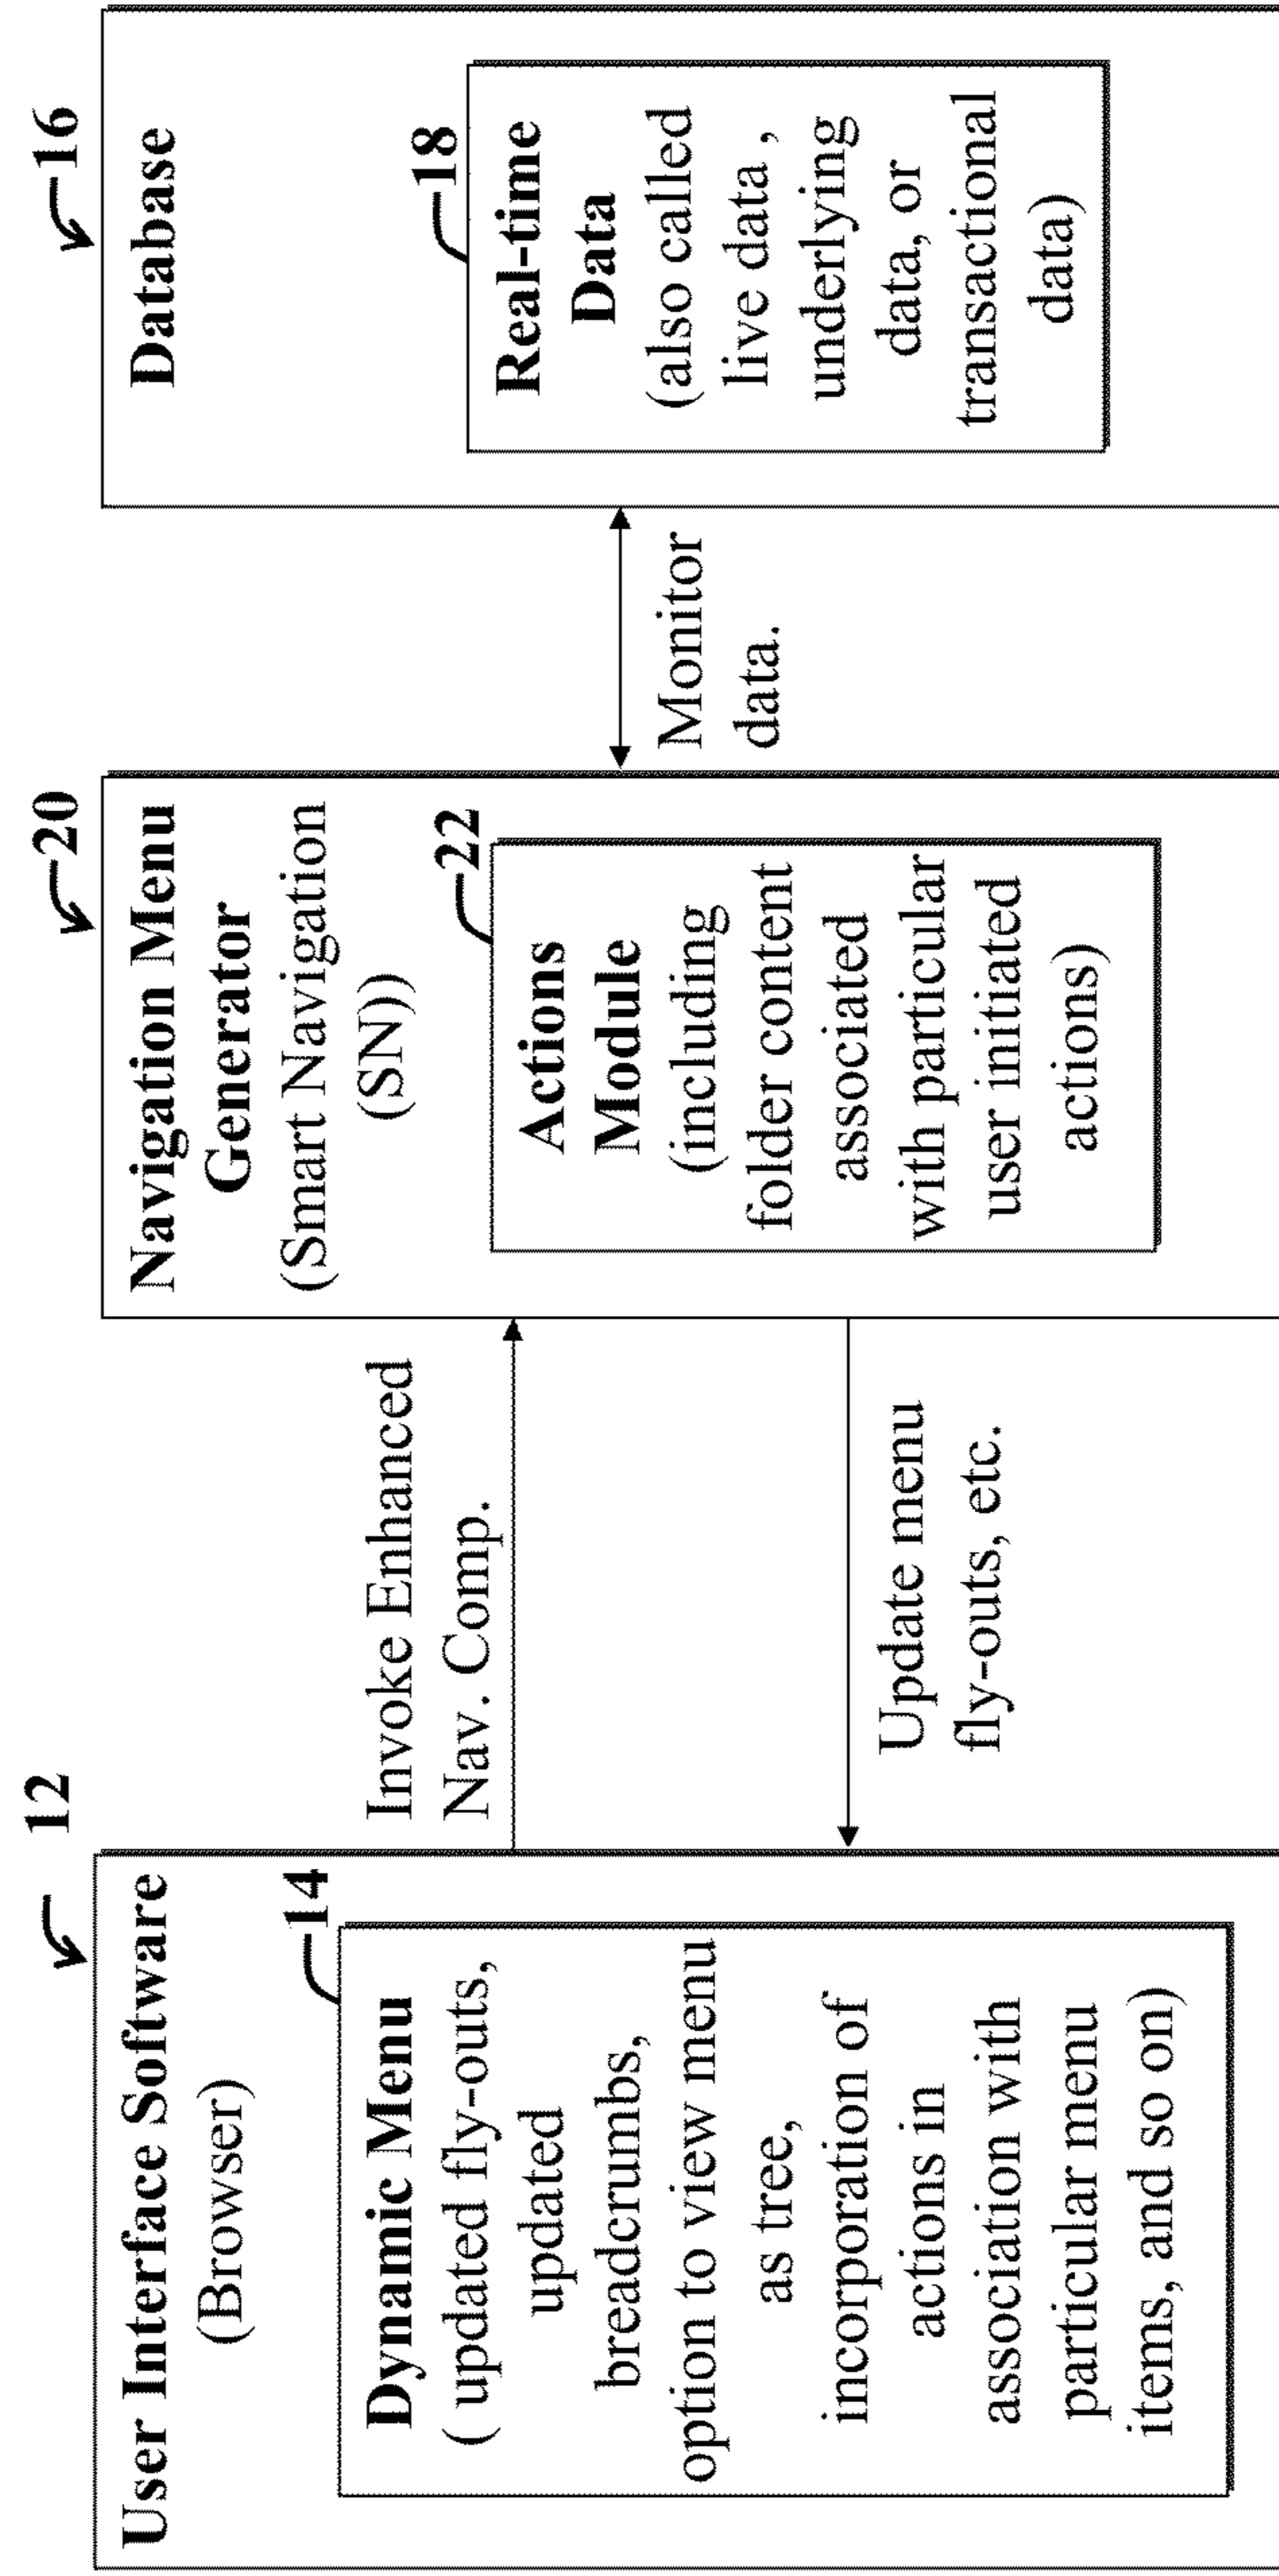 12
User Interface Software
(Browser)
14
Dynamic Menu
( updated fly-outs,
updated
breadcrumbs,
option to view menu
as tree,
incorporation of
actions in
association with
particular menu
items, and so on)
Invoke Enhanced
Nav. Comp.
Update menu
fly-outs, etc.
20
Navigation Menu
Generator
(Smart Navigation
(SN))
22
Actions
Module
(including
folder content
associated
with particular
user initiated
actions)
Monitor
data.
16
Database
18
Real-time
Data
(also called
live data ,
underlying
data, or
transactional
data)